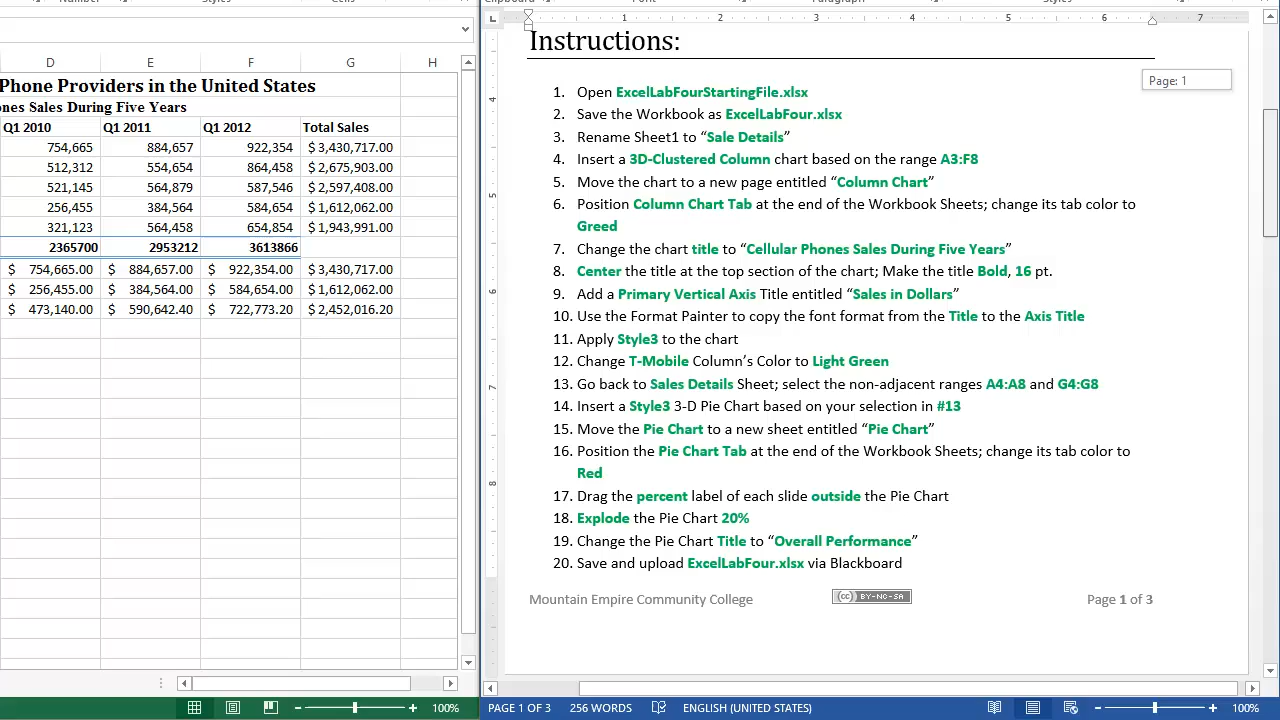 D E F G H
Phone Providers in the United States
ones Sales During Five Years
Q1 2010 Q1 2011 Q1 2012 Total Sales
754,665 884,657 922,354 $ 3,430,717.00
512,312 554,654 864,458 $ 2,675,903.00
521,145 564,879 587,546 $ 2,597,408.00
256,455 384,564 584,654 $ 1,612,062.00
321,123 564,458 654,854 $ 1,943,991.00
2365700 2953212 3613866
$ 754,665.00 $ 884,657.00 $ 922,354.00 $ 3,430,717.00
$ 256,455.00 $ 384,564.00 $ 584,654.00 $ 1,612,062.00
$ 473,140.00 $ 590,642.40 $ 722,773.20 $ 2,452,016.20
100%
1 2 3 4 5 6 7
4
5
6
7
8
Instructions:
Page: 1
1. Open ExcelLabFourStartingFile.xlsx
2. Save the Workbook as ExcelLabFour.xlsx
3. Rename Sheet1 to “Sale Details”
4. Insert a 3D-Clustered Column chart based on the range A3:F8
5. Move the chart to a new page entitled “Column Chart”
6. Position Column Chart Tab at the end of the Workbook Sheets; change its tab color to
Greed
7. Change the chart title to “Cellular Phones Sales During Five Years”
8. Center the title at the top section of the chart; Make the title Bold, 16 pt.
9. Add a Primary Vertical Axis Title entitled “Sales in Dollars”
10. Use the Format Painter to copy the font format from the Title to the Axis Title
11. Apply Style3 to the chart
12. Change T-Mobile Column’s Color to Light Green
13. Go back to Sales Details Sheet; select the non-adjacent ranges A4:A8 and G4:G8
14. Insert a Style3 3-D Pie Chart based on your selection in #13
15. Move the Pie Chart to a new sheet entitled “Pie Chart”
16. Position the Pie Chart Tab at the end of the Workbook Sheets; change its tab color to
Red
17. Drag the percent label of each slide outside the Pie Chart
18. Explode the Pie Chart 20%
19. Change the Pie Chart Title to “Overall Performance”
20. Save and upload ExcelLabFour.xlsx via Blackboard
Mountain Empire Community College
cc BY-NC-SA
Page 1 of 3
PAGE 1 OF 3 256 WORDS ENGLISH (UNITED STATES) 100%